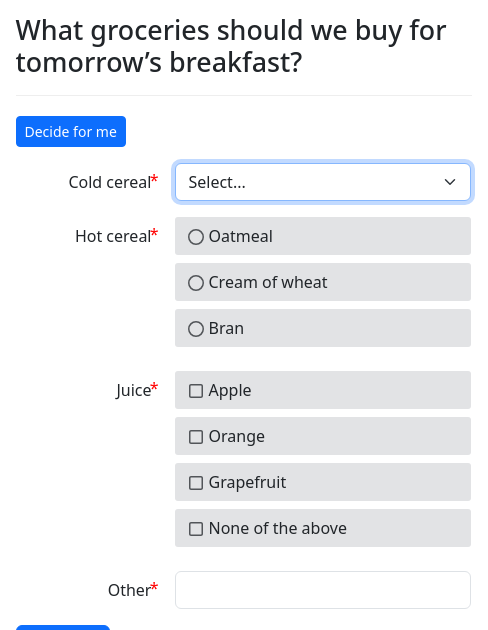 What groceries should we buy for
tomorrow’s breakfast?
Decide for me
Cold cereal* Select...
Hot cereal* Oatmeal
Cream of wheat
Bran
Juice* Apple
Orange
Grapefruit
None of the above
Other*